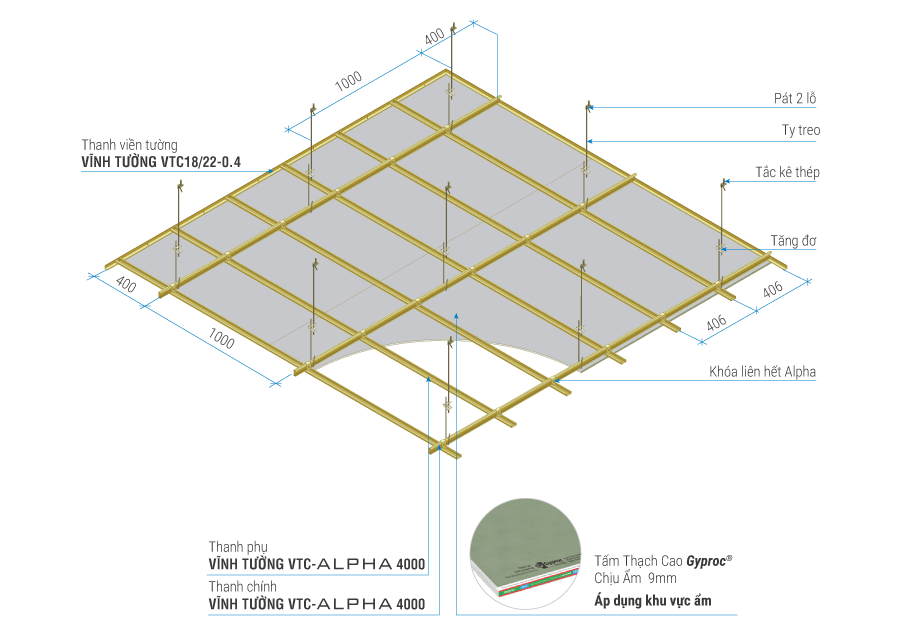 400
1000
Pát 2 lỗ
Ty treo
Thanh viền tường
VĨNH TƯỜNG VTC18/22-0.4
Tắc kê thép
Tăng đơ
400
1000
406
406
Khóa liên hết Alpha
Thanh phụ
VĨNH TƯỜNG VTC-ALPHA 4000
Thanh chính
VĨNH TƯỜNG VTC-ALPHA 4000
Gyproc
Tấm Thạch Cao Gyproc®
Chịu Ẩm 9mm
Áp dụng khu vực ẩm